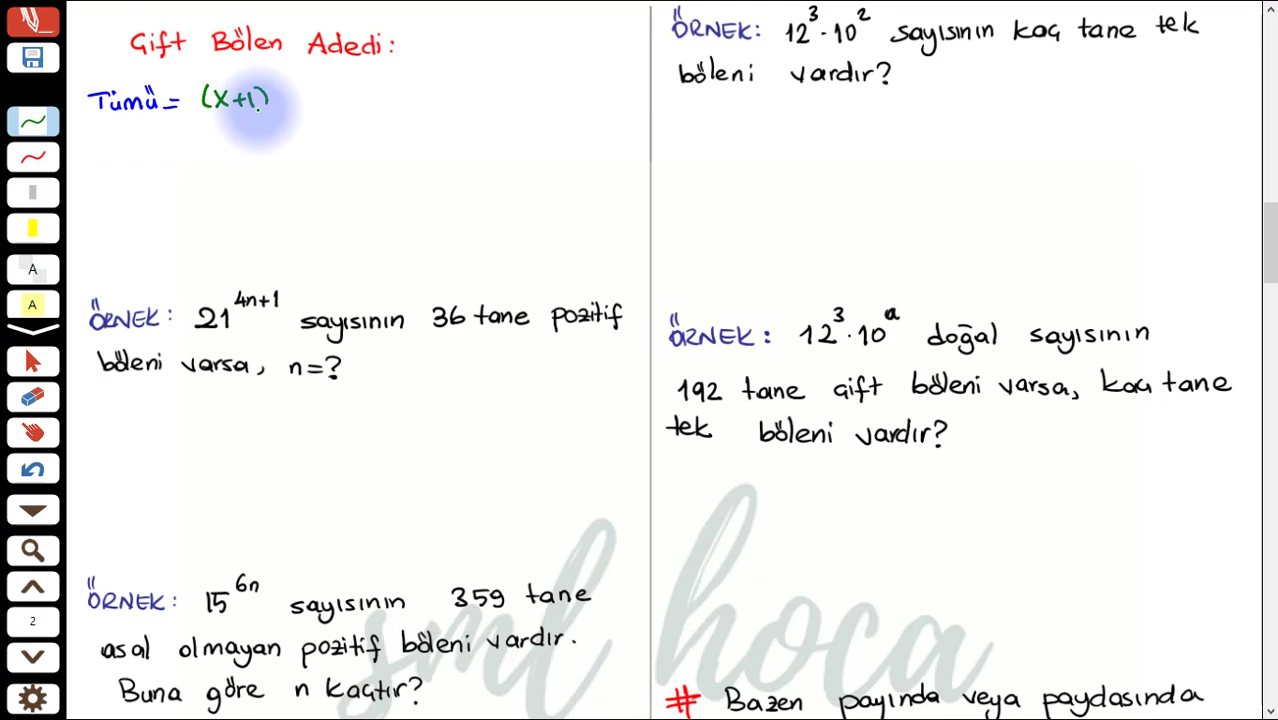 Çift Bölen Adedi:
Tümü = (x+1)
ÖRNEK: 21^{4n+1} sayısının 36 tane pozitif
böleni varsa, n=?
ÖRNEK: 15^{6n} sayısının 359 tane
asal olmayan pozitif böleni vardır.
Buna göre n kaçtır?
ÖRNEK: 12^3 · 10^2 sayısının kaç tane tek
böleni vardır?
ÖRNEK: 12^3 · 10^a doğal sayısının
192 tane çift böleni varsa, kaç tane
tek böleni vardır?
# Bazen payında veya paydasında
sml hoca
A
A
2